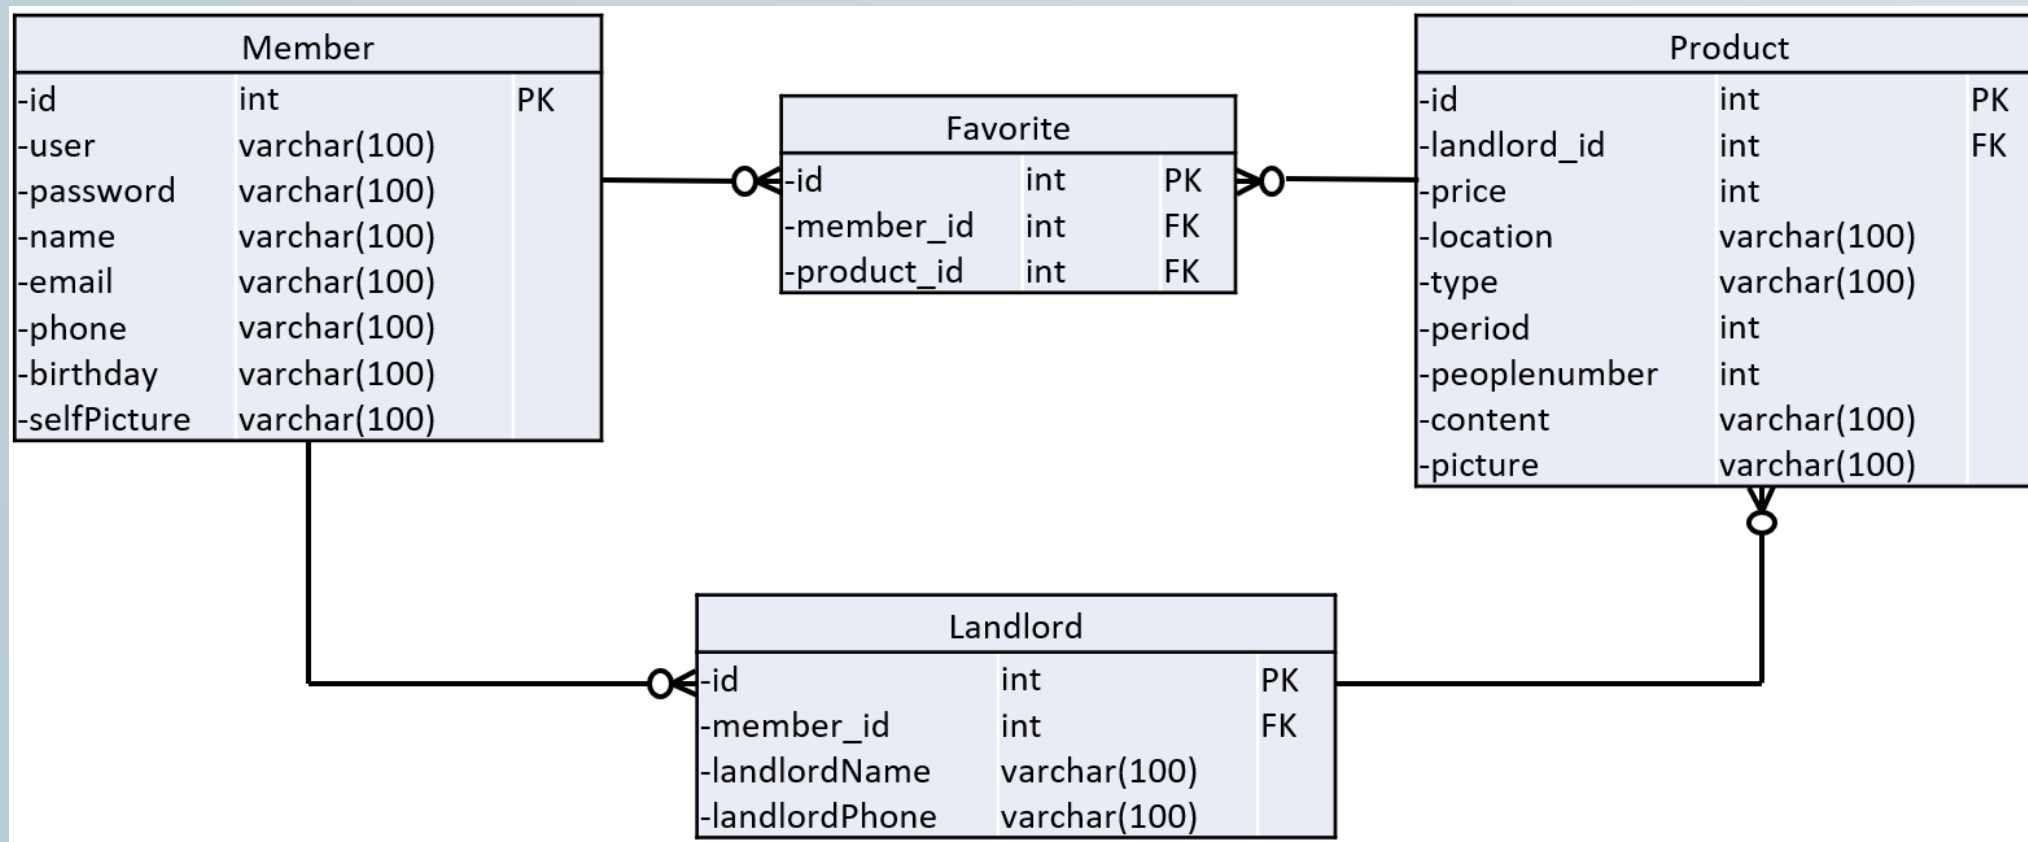 Member
-id int PK
-user varchar(100)
-password varchar(100)
-name varchar(100)
-email varchar(100)
-phone varchar(100)
-birthday varchar(100)
-selfPicture varchar(100)
Favorite
-id int PK
-member_id int FK
-product_id int FK
Product
-id int PK
-landlord_id int FK
-price int
-location varchar(100)
-type varchar(100)
-period int
-peoplenumber int
-content varchar(100)
-picture varchar(100)
Landlord
-id int PK
-member_id int FK
-landlordName varchar(100)
-landlordPhone varchar(100)